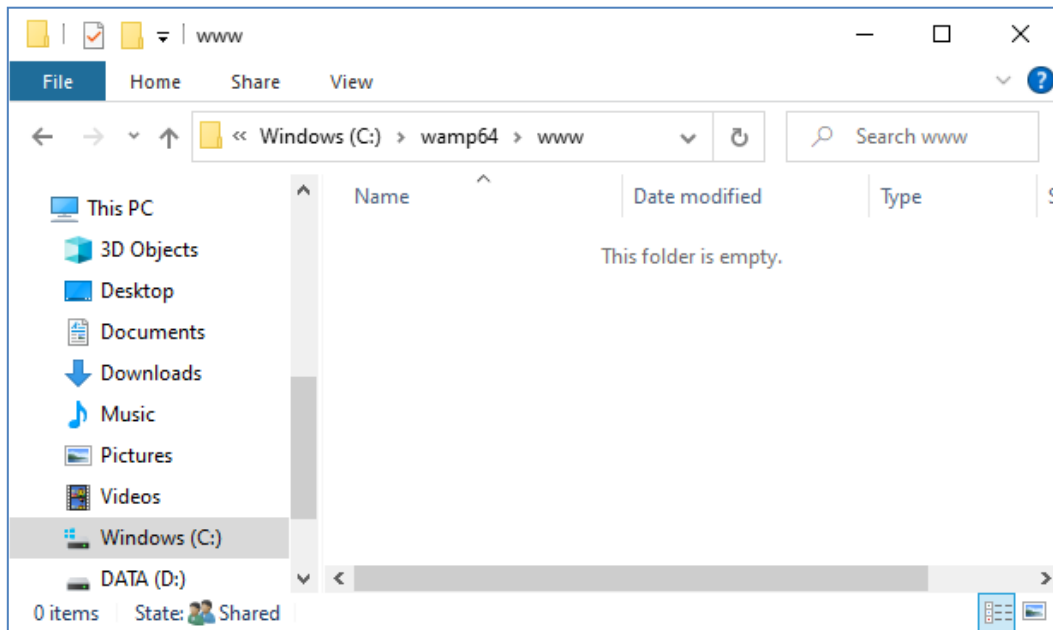 www
File Home Share View ?
« Windows (C:) › wamp64 › www Search www
Name Date modified Type S
This folder is empty.
This PC
3D Objects
Desktop
Documents
Downloads
Music
Pictures
Videos
Windows (C:)
DATA (D:)
0 items State: Shared